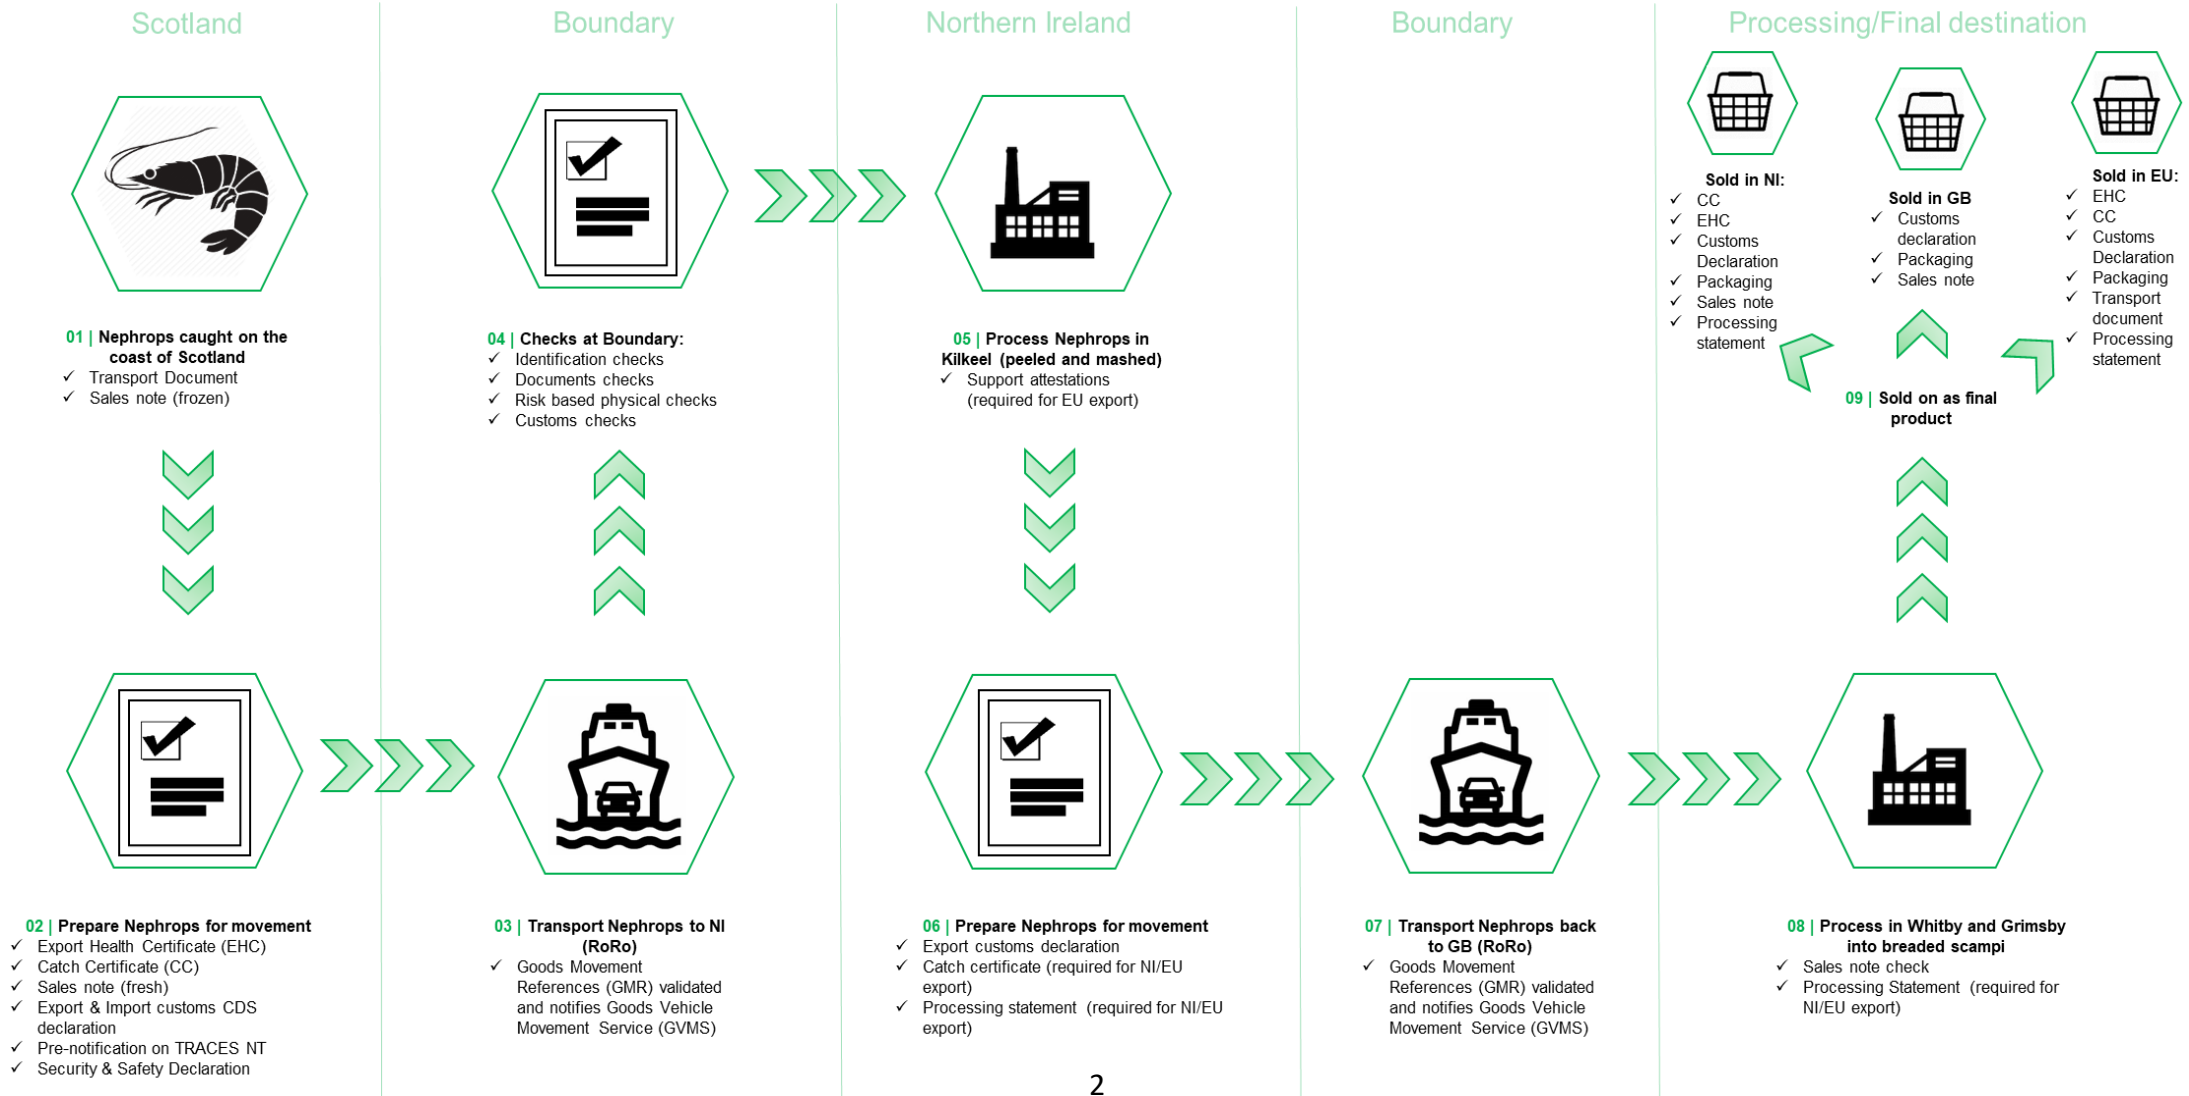 Scotland
Boundary
Northern Ireland
Boundary
Processing/Final destination
01 | Nephrops caught on the
coast of Scotland
✓ Transport Document
✓ Sales note (frozen)
02 | Prepare Nephrops for movement
✓ Export Health Certificate (EHC)
✓ Catch Certificate (CC)
✓ Sales note (fresh)
✓ Export & Import customs CDS
declaration
✓ Pre-notification on TRACES NT
✓ Security & Safety Declaration
03 | Transport Nephrops to NI
(RoRo)
✓ Goods Movement
References (GMR) validated
and notifies Goods Vehicle
Movement Service (GVMS)
04 | Checks at Boundary:
✓ Identification checks
✓ Documents checks
✓ Risk based physical checks
✓ Customs checks
05 | Process Nephrops in
Kilkeel (peeled and mashed)
✓ Support attestations
(required for EU export)
06 | Prepare Nephrops for movement
✓ Export customs declaration
✓ Catch certificate (required for NI/EU
export)
✓ Processing statement (required for NI/EU
export)
07 | Transport Nephrops back
to GB (RoRo)
✓ Goods Movement
References (GMR) validated
and notifies Goods Vehicle
Movement Service (GVMS)
08 | Process in Whitby and Grimsby
into breaded scampi
✓ Sales note check
✓ Processing Statement (required for
NI/EU export)
09 | Sold on as final
product
Sold in NI:
✓ CC
✓ EHC
✓ Customs
Declaration
✓ Packaging
✓ Sales note
✓ Processing
statement
Sold in GB
✓ Customs
declaration
✓ Packaging
✓ Sales note
Sold in EU:
✓ EHC
✓ CC
✓ Customs
Declaration
✓ Packaging
✓ Transport
document
✓ Processing
statement
2